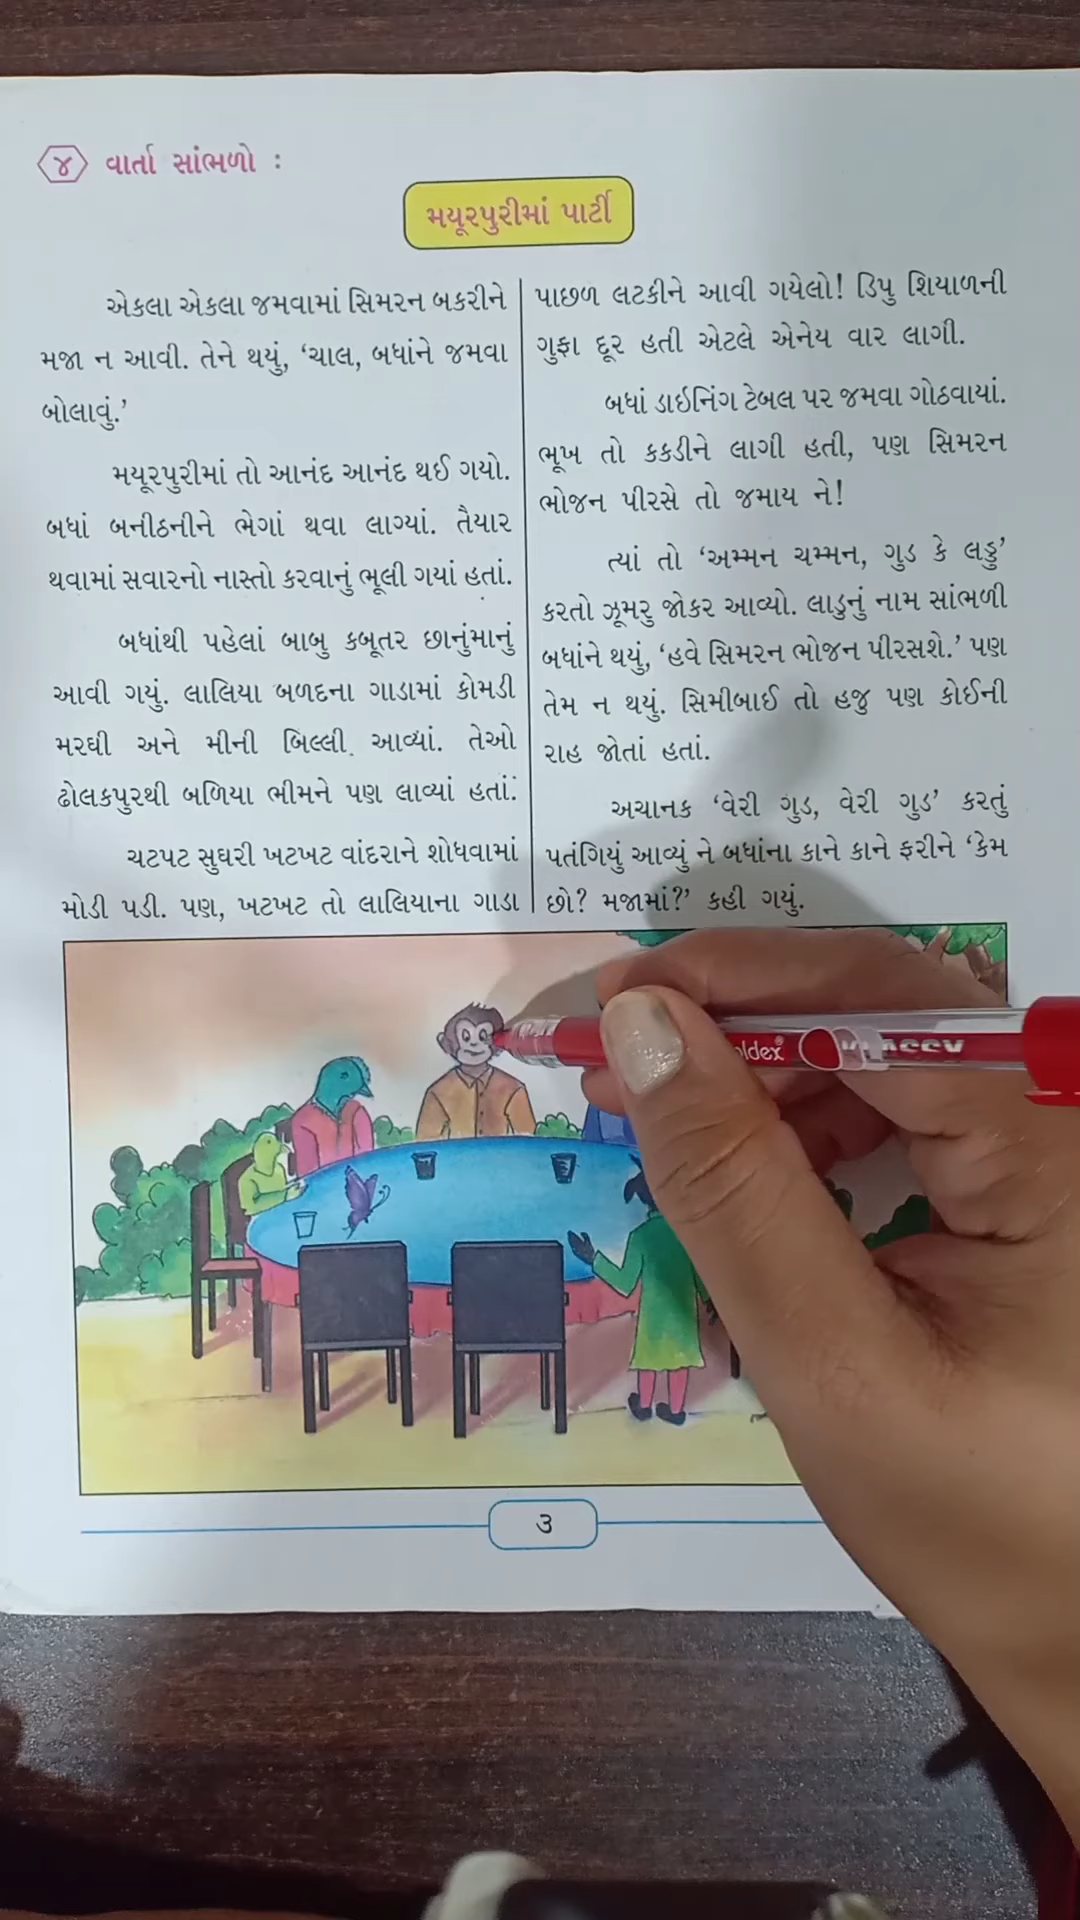 ૪ વાર્તા સાંભળો :
મયૂરપુરીમાં પાર્ટી
એકલા એકલા જમવામાં સિમરન બકરીને
મજા ન આવી. તેને થયું, ‘ચાલ, બધાંને જમવા
બોલાવું.’
મયૂરપુરીમાં તો આનંદ આનંદ થઈ ગયો.
બધાં બનીઠનીને ભેગાં થવા લાગ્યાં. તૈયાર
થવામાં સવારનો નાસ્તો કરવાનું ભૂલી ગયાં હતાં.
બધાંથી પહેલાં બાબુ કબૂતર છાનુંમાનું
આવી ગયું. લાલિયા બળદના ગાડામાં કોમડી
મરઘી અને મીની બિલ્લી આવ્યાં. તેઓ
ઢોલકપુરથી બળિયા ભીમને પણ લાવ્યાં હતાં.
ચટપટ સુઘરી ખટખટ વાંદરાને શોધવામાં
મોડી પડી. પણ, ખટખટ તો લાલિયાના ગાડા
પાછળ લટકીને આવી ગયેલો! ડિપુ શિયાળની
ગુફા દૂર હતી એટલે એનેય વાર લાગી.
બધાં ડાઇનિંગ ટેબલ પર જમવા ગોઠવાયાં.
ભૂખ તો કકડીને લાગી હતી, પણ સિમરન
ભોજન પીરસે તો જમાય ને!
ત્યાં તો ‘અમ્મન ચમ્મન, ગુડ કે લડ્ડુ’
કરતો ઝૂમરુ જોકર આવ્યો. લાડુનું નામ સાંભળી
બધાંને થયું, ‘હવે સિમરન ભોજન પીરસશે.’ પણ
તેમ ન થયું. સિમીબાઈ તો હજુ પણ કોઈની
રાહ જોતાં હતાં.
અચાનક ‘વેરી ગુડ, વેરી ગુડ’ કરતું
પતંગિયું આવ્યું ને બધાંના કાને કાને ફરીને ‘કેમ
છો? મજામાં?’ કહી ગયું.
oldex® KLASSY
૩